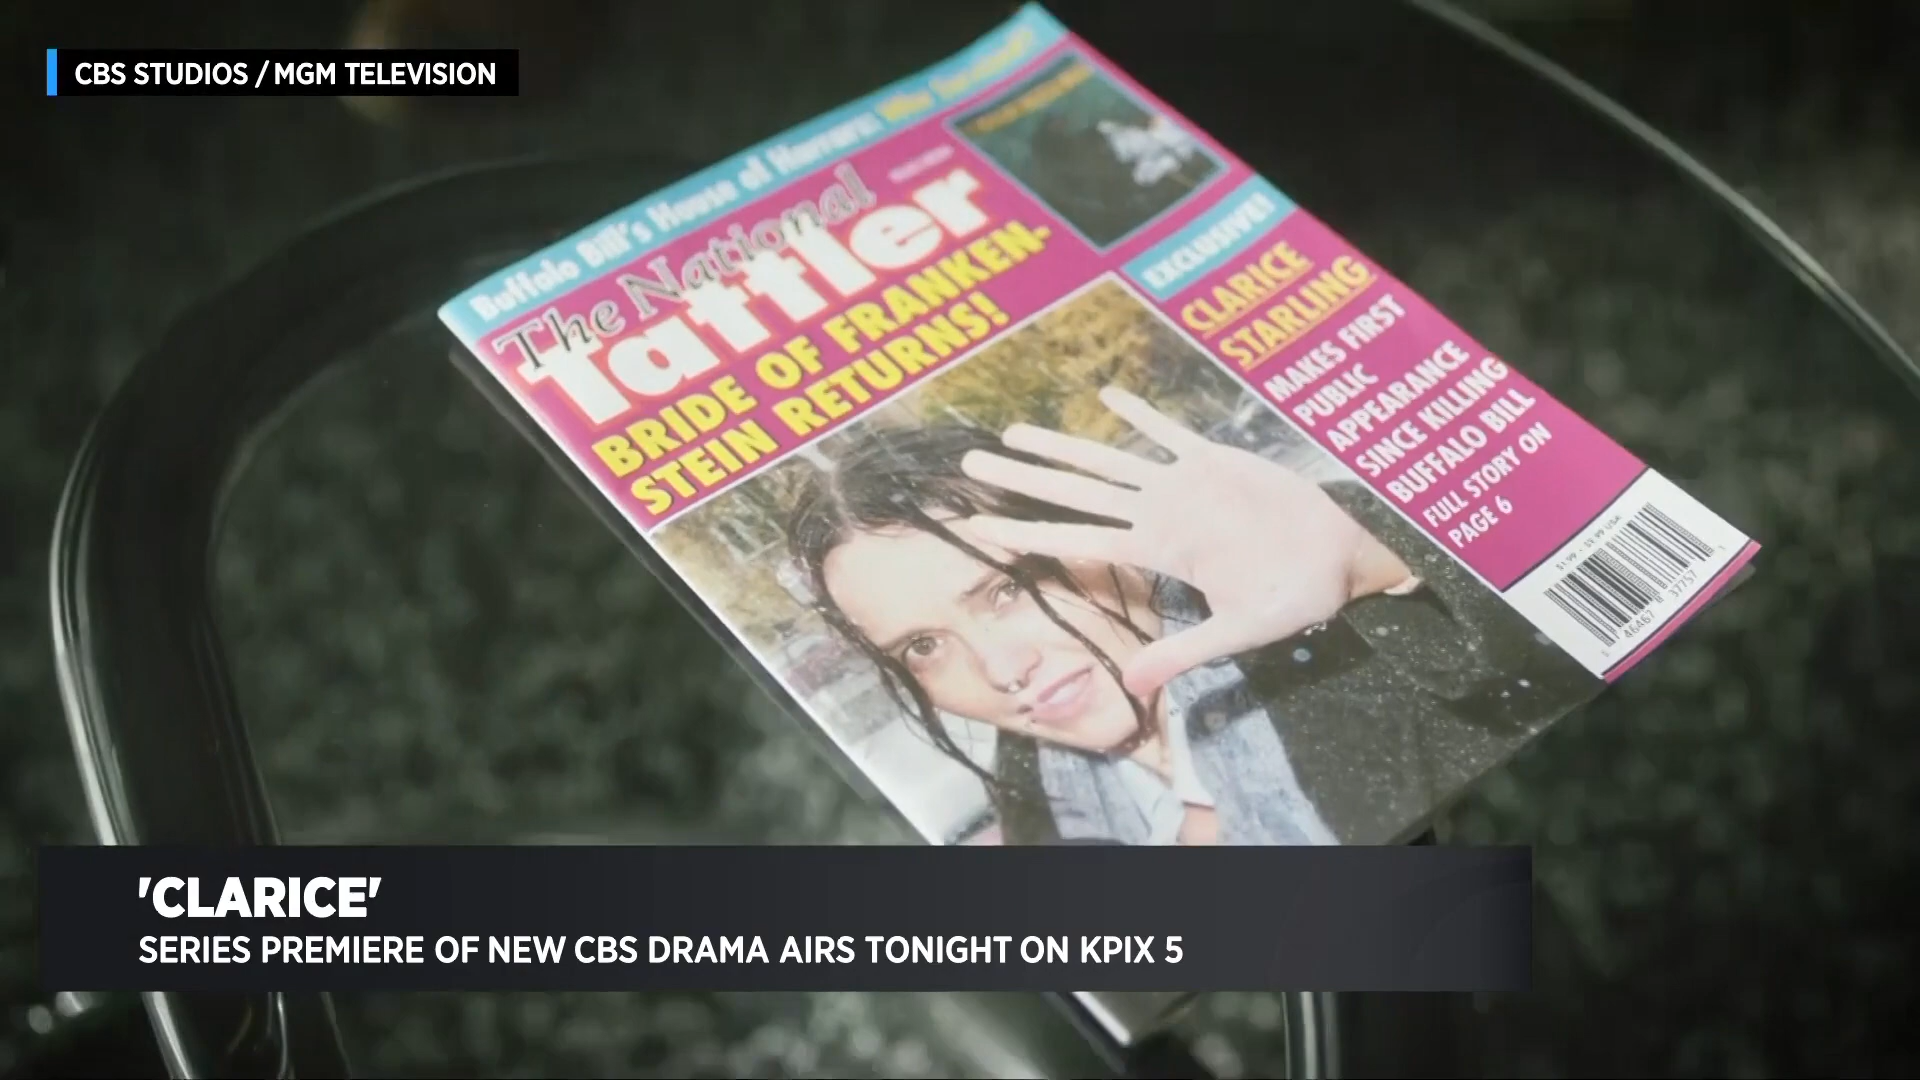 CBS STUDIOS / MGM TELEVISION
Buffalo Bill's House of Horrors:
The National
Tattler
BRIDE OF FRANKEN-
STEIN RETURNS!
EXCLUSIVE!
CLARICE
STARLING
MAKES FIRST
PUBLIC
APPEARANCE
SINCE KILLING
BUFFALO BILL
FULL STORY ON
PAGE 6
46467 37757
'CLARICE'
SERIES PREMIERE OF NEW CBS DRAMA AIRS TONIGHT ON KPIX 5